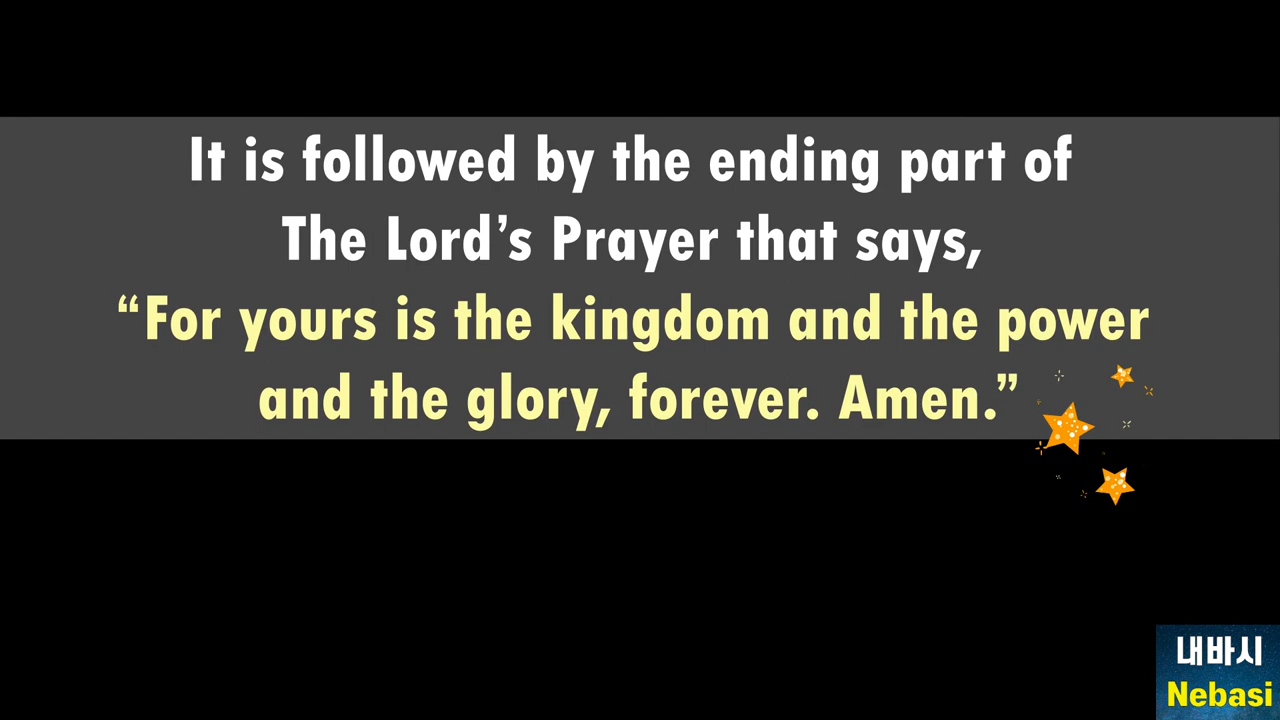 It is followed by the ending part of
The Lord’s Prayer that says,
“For yours is the kingdom and the power
and the glory, forever. Amen.”
내바시
Nebasi